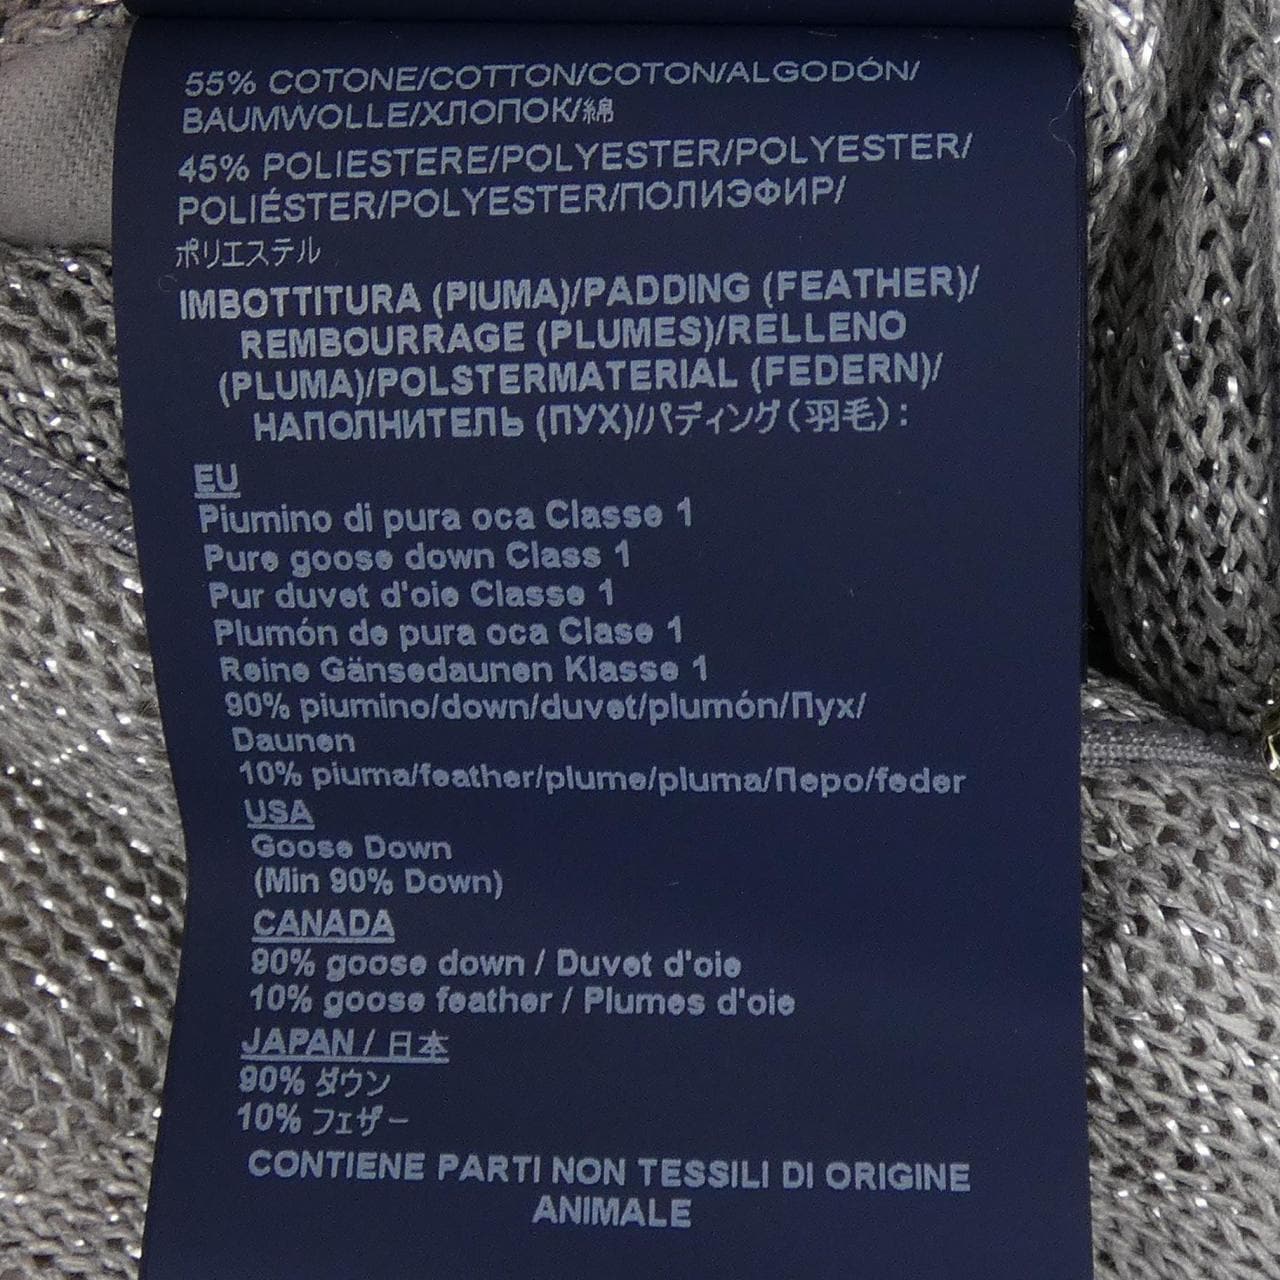 55% COTONE/COTTON/COTON/ALGODÓN/
BAUMWOLLE/ХЛОПОК/綿
45% POLIESTERE/POLYESTER/POLYESTER/
POLIÉSTER/POLYESTER/ПОЛИЭФИР/
ポリエステル
IMBOTTITURA (PIUMA)/PADDING (FEATHER)/
REMBOURRAGE (PLUMES)/RELLENO
(PLUMA)/POLSTERMATERIAL (FEDERN)/
НАПОЛНИТЕЛЬ (ПУХ)/パディング(羽毛):
EU
Piumino di pura oca Classe 1
Pure goose down Class 1
Pur duvet d'oie Classe 1
Plumón de pura oca Clase 1
Reine Gänsedaunen Klasse 1
90% piumino/down/duvet/plumón/Пух/
Daunen
10% piuma/feather/plume/pluma/Перо/feder
USA
Goose Down
(Min 90% Down)
CANADA
90% goose down / Duvet d'oie
10% goose feather / Plumes d'oie
JAPAN / 日本
90% ダウン
10% フェザー
CONTIENE PARTI NON TESSILI DI ORIGINE
ANIMALE